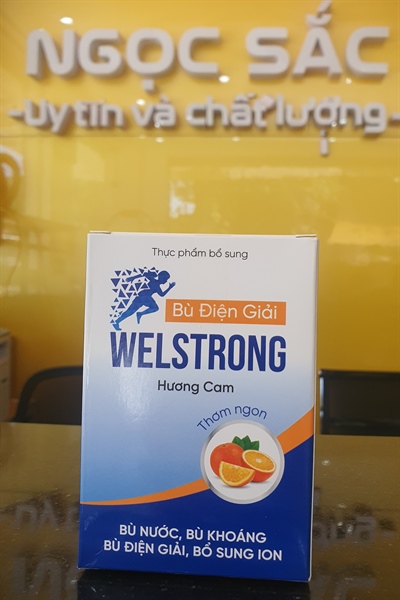 NGỌC SẮC
-Uy tín và chất lượng-
Thực phẩm bổ sung
Bù Điện Giải
WELSTRONG
Hương Cam
Thơm ngon
BÙ NƯỚC, BÙ KHOÁNG
BÙ ĐIỆN GIẢI, BỔ SUNG ION